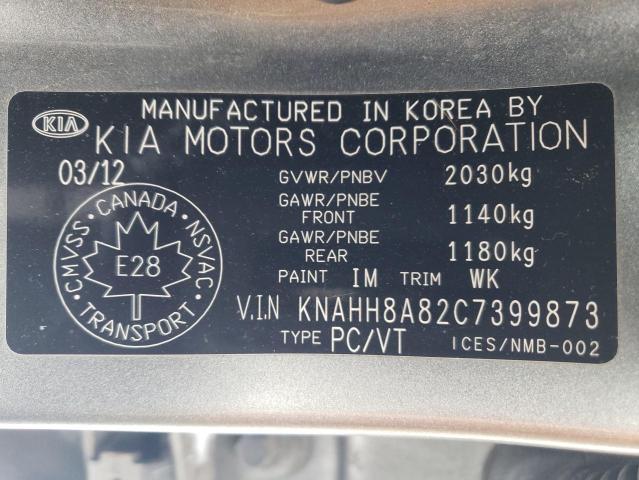 KIA
MANUFACTURED IN KOREA BY
KIA MOTORS CORPORATION
03/12
GVWR/PNBV 2030kg
GAWR/PNBE FRONT 1140kg
GAWR/PNBE REAR 1180kg
PAINT IM TRIM WK
V.I.N KNAHH8A82C7399873
TYPE PC/VT ICES/NMB-002
CMVSS · CANADA · NSVAC · TRANSPORT ·
E28